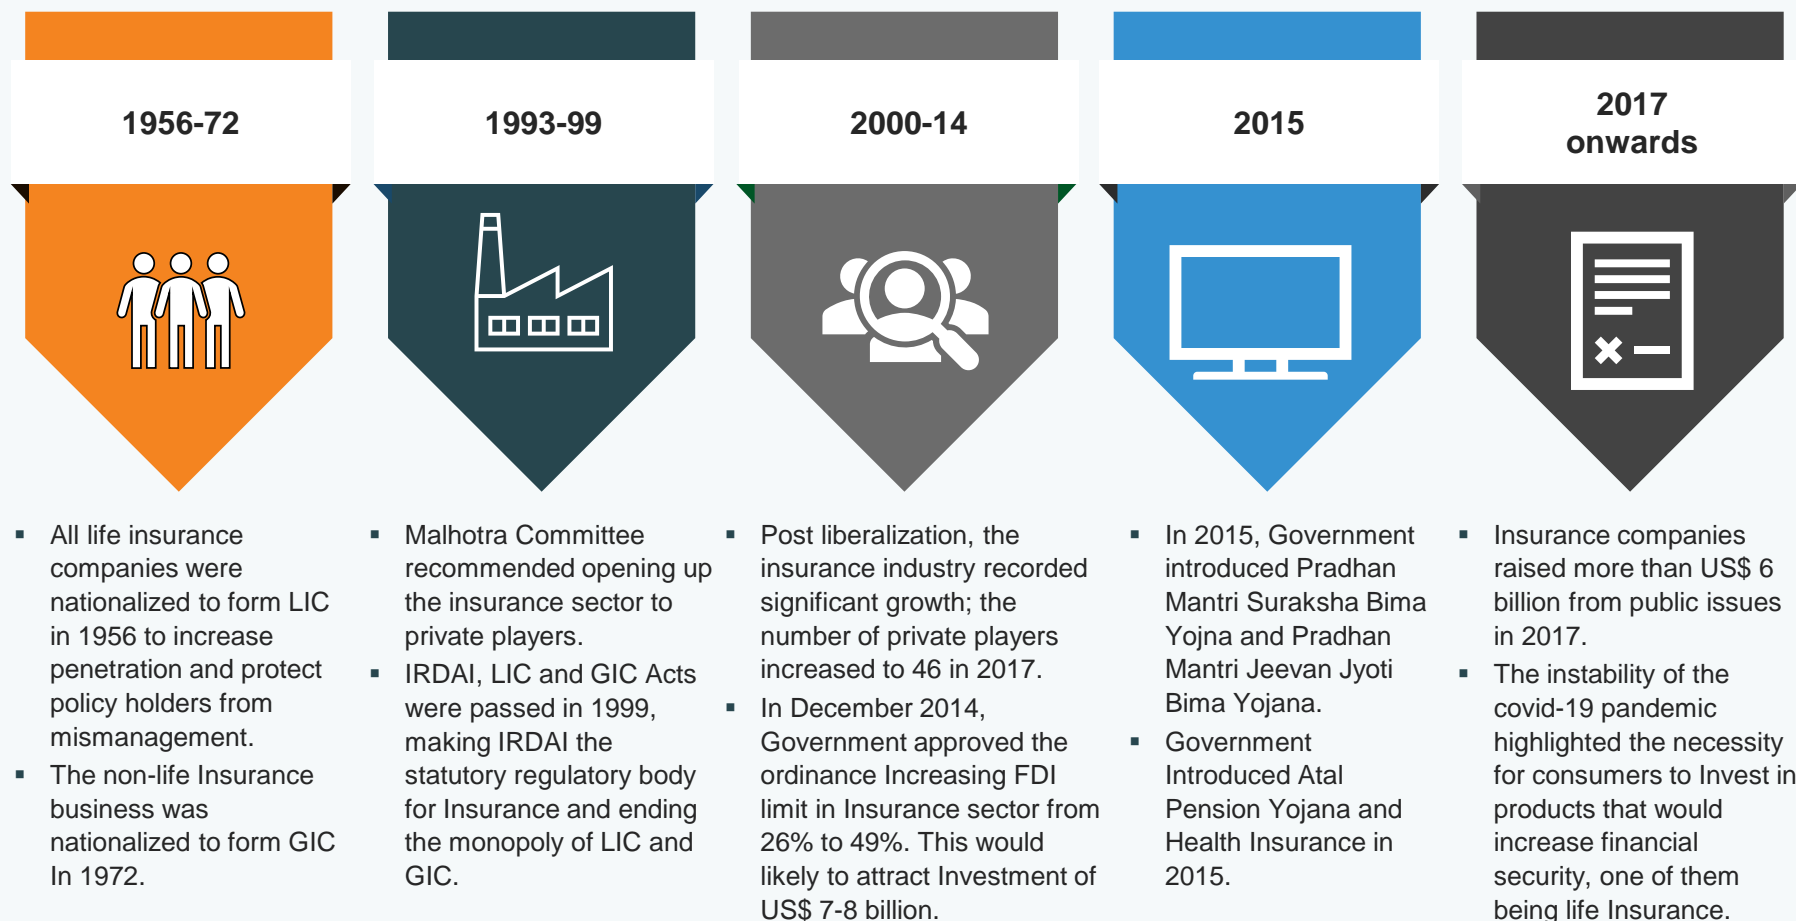 1956-72
All life insurance
companies were
nationalized to form LIC
in 1956 to increase
penetration and protect
policy holders from
mismanagement.
The non-life Insurance
business was
nationalized to form GIC
In 1972.
1993-99
Malhotra Committee
recommended opening up
the insurance sector to
private players.
IRDAI, LIC and GIC Acts
were passed in 1999,
making IRDAI the
statutory regulatory body
for Insurance and ending
the monopoly of LIC and
GIC.
2000-14
Post liberalization, the
insurance industry recorded
significant growth; the
number of private players
increased to 46 in 2017.
In December 2014,
Government approved the
ordinance Increasing FDI
limit in Insurance sector from
26% to 49%. This would
likely to attract Investment of
US$ 7-8 billion.
2015
In 2015, Government
introduced Pradhan
Mantri Suraksha Bima
Yojna and Pradhan
Mantri Jeevan Jyoti
Bima Yojana.
Government
Introduced Atal
Pension Yojana and
Health Insurance in
2015.
2017
onwards
Insurance companies
raised more than US$ 6
billion from public issues
in 2017.
The instability of the
covid-19 pandemic
highlighted the necessity
for consumers to Invest in
products that would
increase financial
security, one of them
being life Insurance.